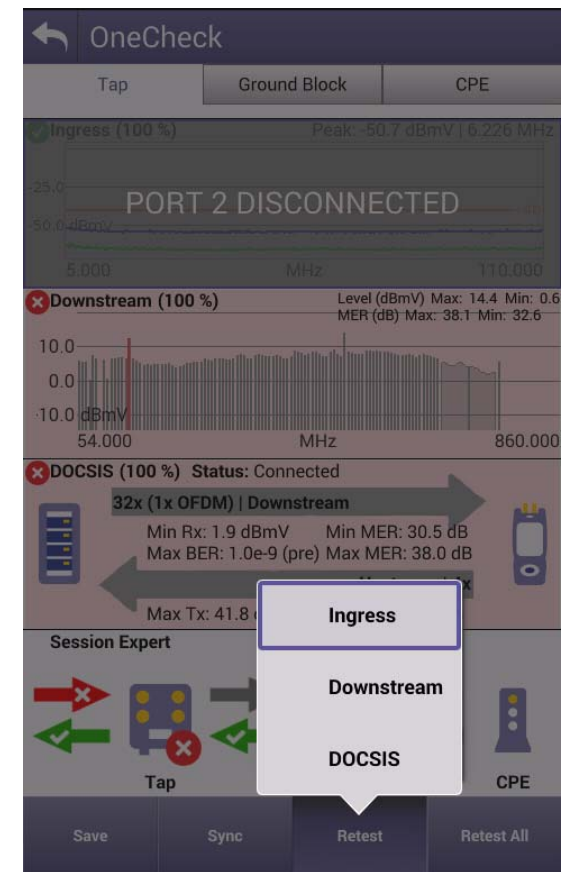 OneCheck
Tap Ground Block CPE
Ingress (100 %) Peak: -50.7 dBmV | 6.226 MHz
-25.0
PORT 2 DISCONNECTED
-50.0 dBmV
5.000 MHz 110.000
Downstream (100 %) Level (dBmV) Max: 14.4 Min: 0.6
MER (dB) Max: 38.1 Min: 32.6
10.0
0.0
-10.0 dBmV
54.000 MHz 860.000
DOCSIS (100 %) Status: Connected
32x (1x OFDM) | Downstream
Min Rx: 1.9 dBmV Min MER: 30.5 dB
Max BER: 1.0e-9 (pre) Max MER: 38.0 dB
Max Tx: 41.8
Session Expert
Ingress
Downstream
DOCSIS
Tap CPE
Save Sync Retest Retest All